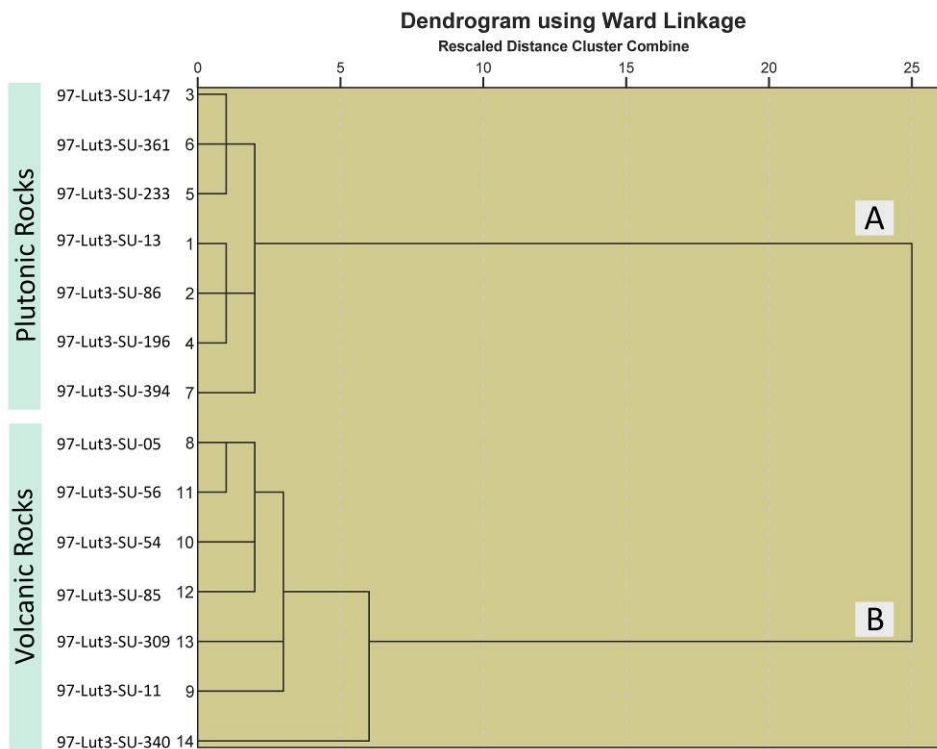 Dendrogram using Ward Linkage
Rescaled Distance Cluster Combine
0 5 10 15 20 25
Plutonic Rocks
97-Lut3-SU-147 3
97-Lut3-SU-361 6
97-Lut3-SU-233 5
97-Lut3-SU-13 1
97-Lut3-SU-86 2
97-Lut3-SU-196 4
97-Lut3-SU-394 7
A
Volcanic Rocks
97-Lut3-SU-05 8
97-Lut3-SU-56 11
97-Lut3-SU-54 10
97-Lut3-SU-85 12
97-Lut3-SU-309 13
97-Lut3-SU-11 9
97-Lut3-SU-340 14
B